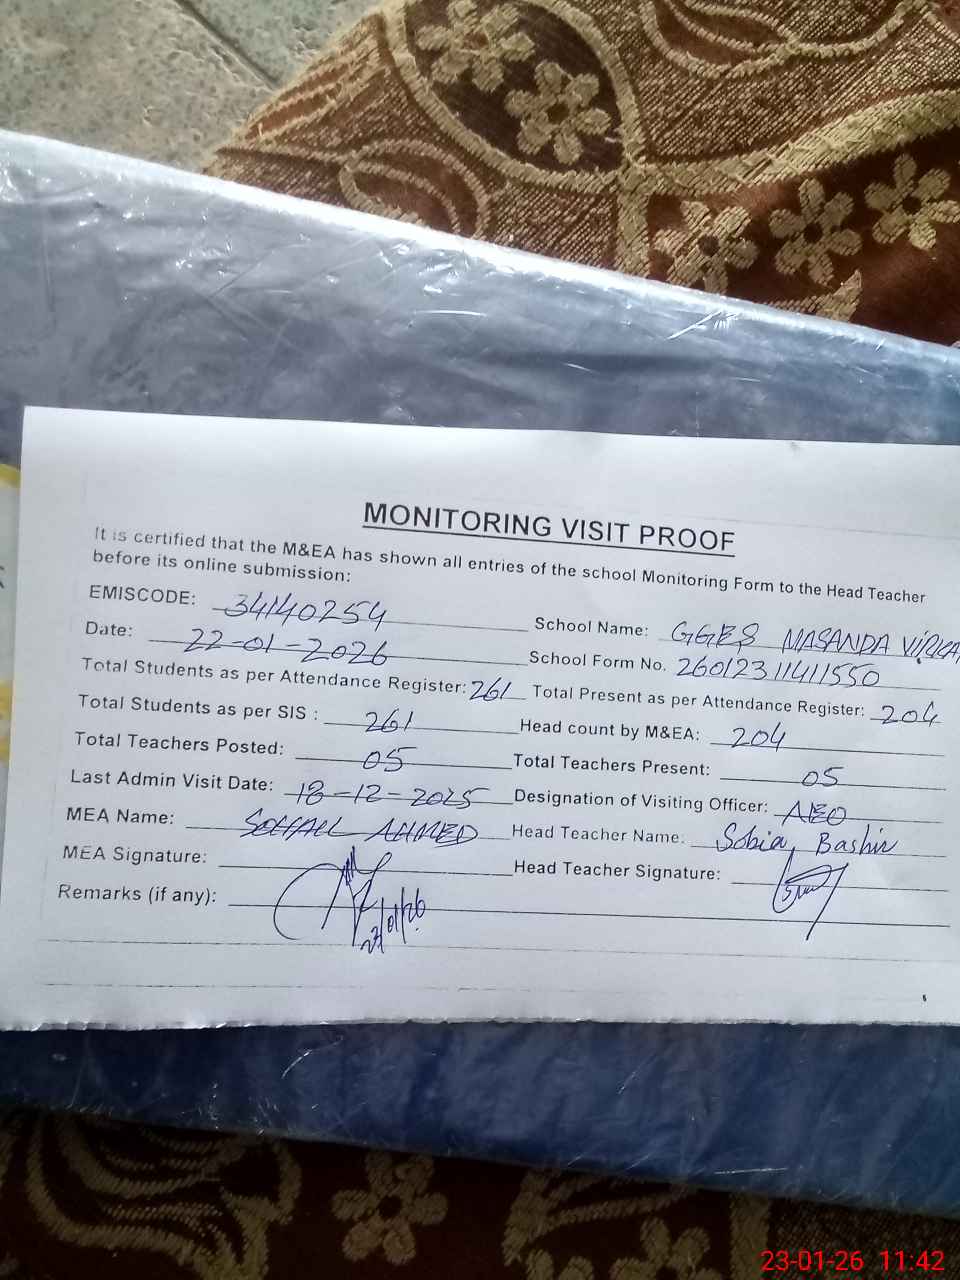 MONITORING VISIT PROOF
It is certified that the M&EA has shown all entries of the school Monitoring Form to the Head Teacher
before its online submission:
EMISCODE: 34140254 School Name: GGES MASANDA VIRKA
Date: 22-01-2026 School Form No. 26012311411550
Total Students as per Attendance Register: 261 Total Present as per Attendance Register: 204
Total Students as per SIS : 261 Head count by M&EA: 204
Total Teachers Posted: 05 Total Teachers Present: 05
Last Admin Visit Date: 18-12-2025 Designation of Visiting Officer: AEO
MEA Name: SOHAIL AHMED Head Teacher Name: Sobia Bashir
MEA Signature: Head Teacher Signature:
Remarks (if any):
23-01-26 11:42